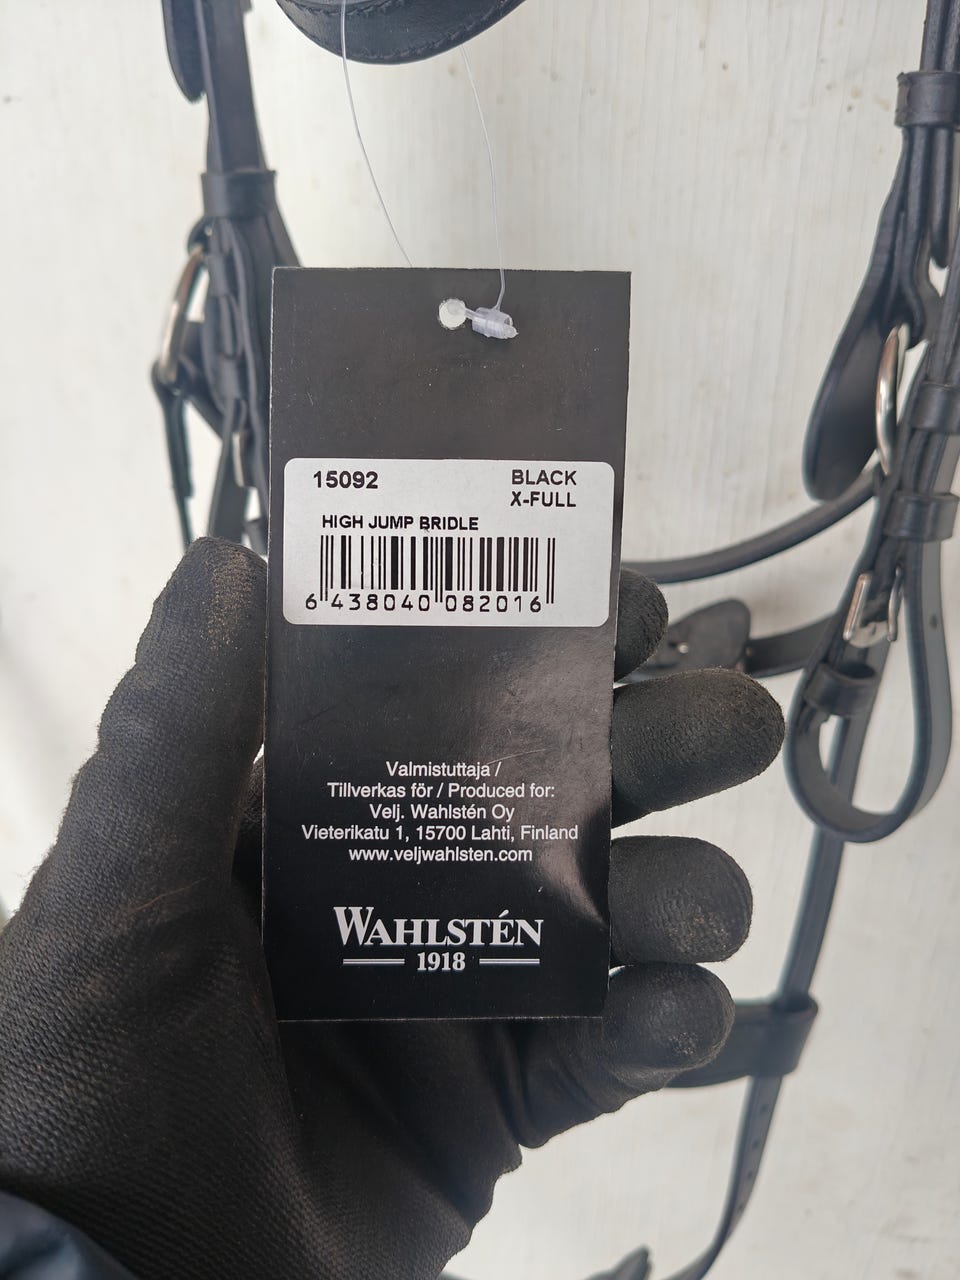 15092 BLACK
X-FULL
HIGH JUMP BRIDLE
6 438040 082016
Valmistuttaja /
Tillverkas för / Produced for:
Velj. Wahlstén Oy
Vieterikatu 1, 15700 Lahti, Finland
www.veljwahlsten.com
WAHLSTÉN
1918